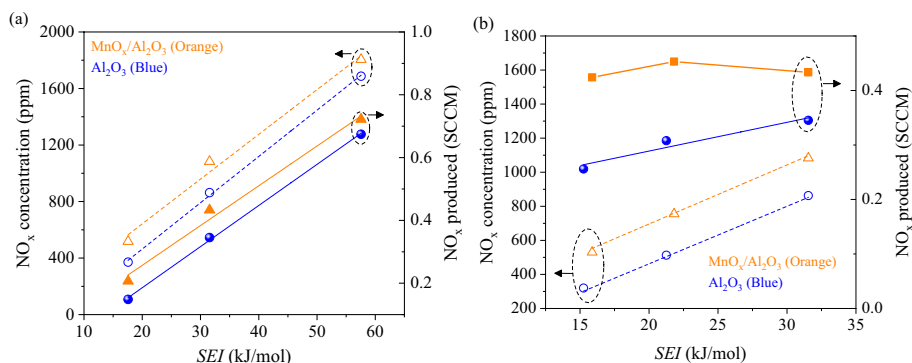 (a)
2000
1600
1200
800
400
0
NOx concentration (ppm)
MnOx/Al2O3 (Orange)
Al2O3 (Blue)
1.0
0.8
0.6
0.4
0.2
NOx produced (SCCM)
10 20 30 40 50 60
SEI (kJ/mol)
(b)
1800
1600
1400
1200
1000
800
600
400
200
NOx concentration (ppm)
MnOx/Al2O3 (Orange)
Al2O3 (Blue)
0.4
0.2
0.0
NOx produced (SCCM)
15 20 25 30 35
SEI (kJ/mol)